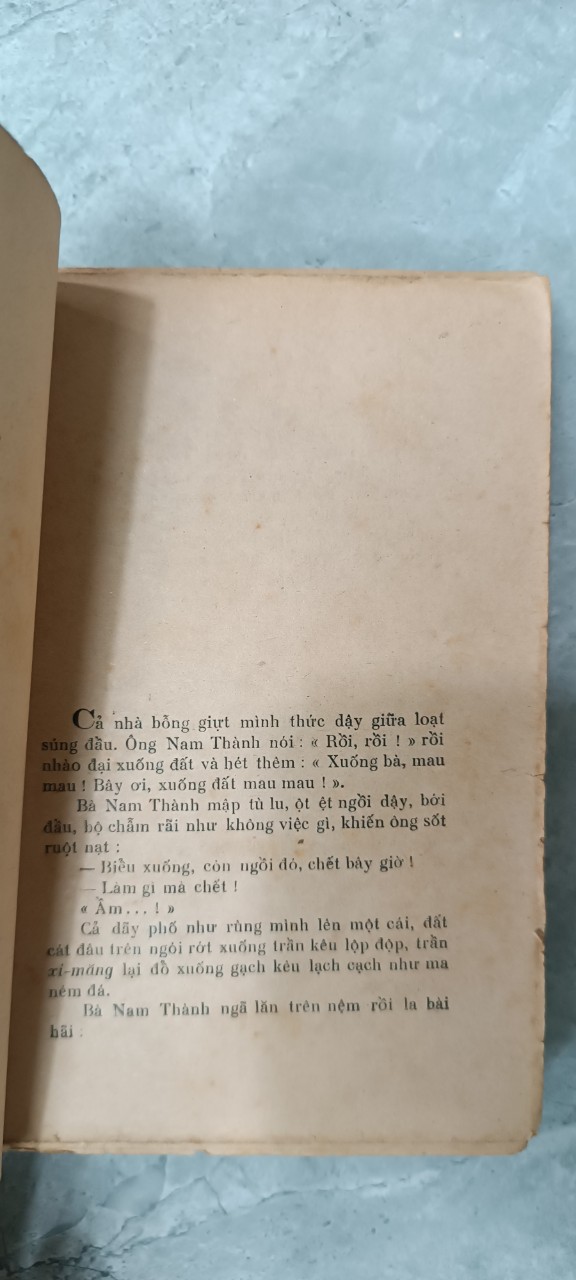 Cả nhà bỗng giựt mình thức dậy giữa loạt
súng đầu. Ông Nam Thành nói : « Rồi, rồi ! » rồi
nhào đại xuống đất và hét thêm : « Xuống bà, mau
mau ! Bây ơi, xuống đất mau mau ! ».
Bà Nam Thành mập tù lu, ột ệt ngồi dậy, bới
đầu, bộ chẫm rãi như không việc gì, khiến ông sốt
ruột nạt :
— Biểu xuống, còn ngồi đó, chết bây giờ !
— Làm gì mà chết !
« Ầm... ! »
Cả dãy phố như rùng mình lên một cái, đất
cát đâu trên ngói rớt xuống trần kêu lộp độp, trần
xi-măng lại đổ xuống gạch kêu lạch cạch như ma
ném đá.
Bà Nam Thành ngã lăn trên nệm rồi la bài
hãi :